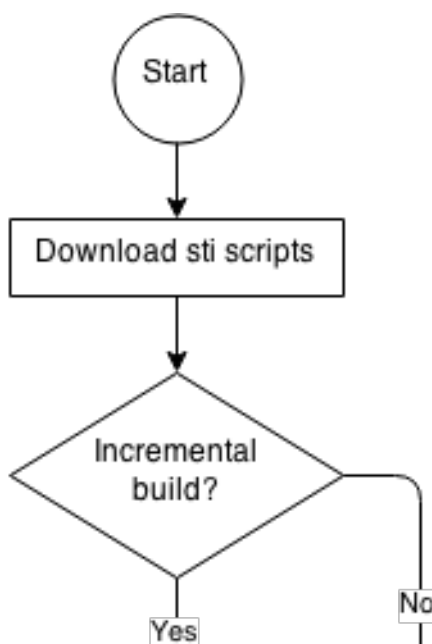 Start
Download sti scripts
Incremental
build?
No
Yes